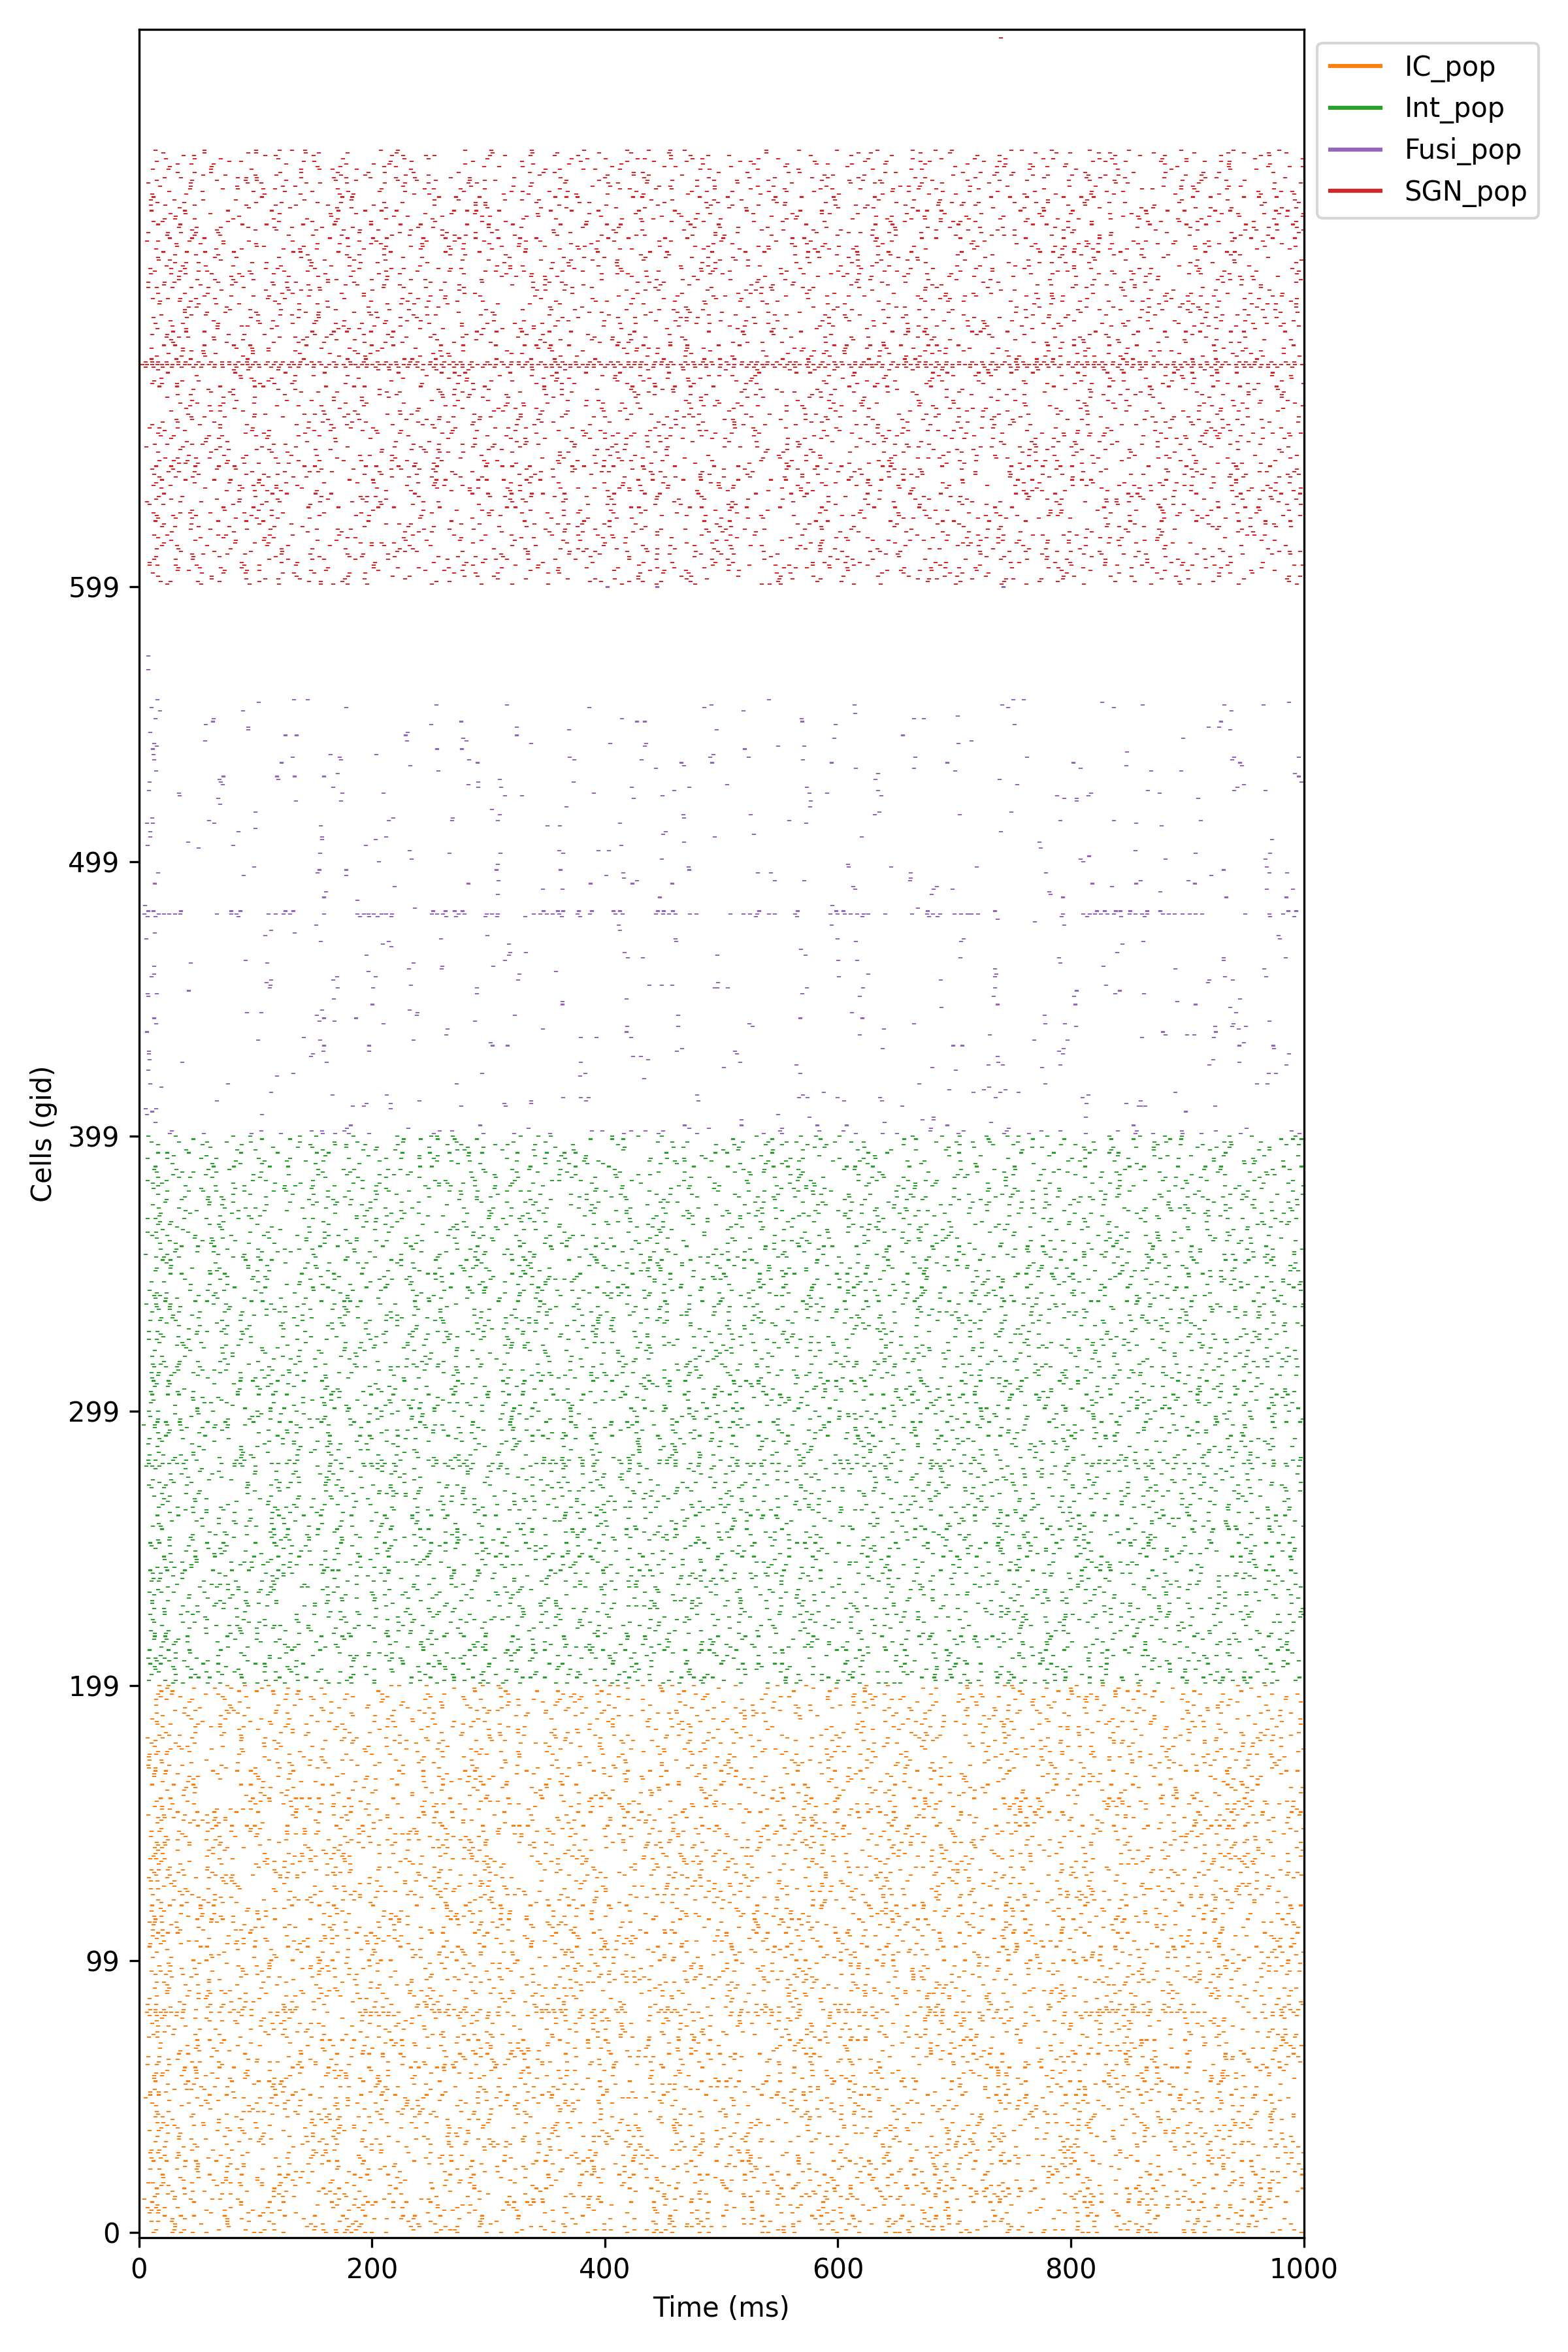 IC_pop
Int_pop
Fusi_pop
SGN_pop
599
499
399
299
199
99
0
Cells (gid)
0 200 400 600 800 1000
Time (ms)